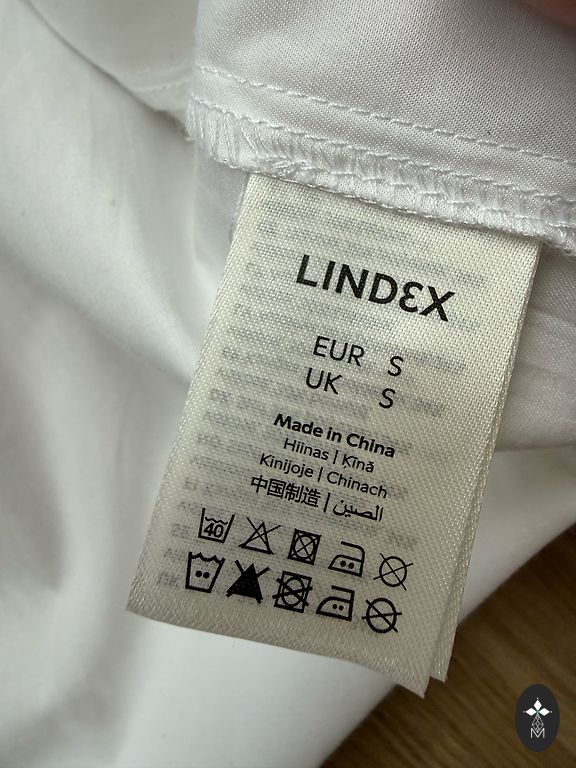 LINDEX
EUR S
UK S
Made in China
Hiinas | Ķīnā
Kinijoje | Chinach
中国制造 | الصين
40
M